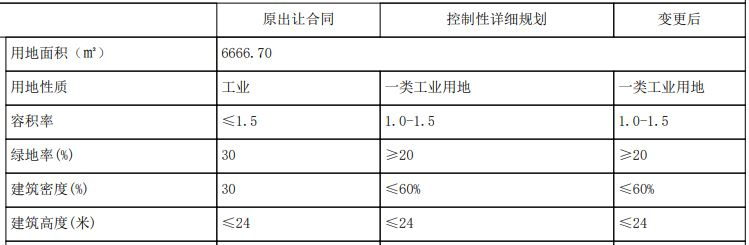 原出让合同 控制性详细规划 变更后
用地面积（㎡） 6666.70
用地性质 工业 一类工业用地 一类工业用地
容积率 ≤1.5 1.0-1.5 1.0-1.5
绿地率(%) 30 ≥20 ≥20
建筑密度(%) 30 ≤60% ≤60%
建筑高度(米) ≤24 ≤24 ≤24